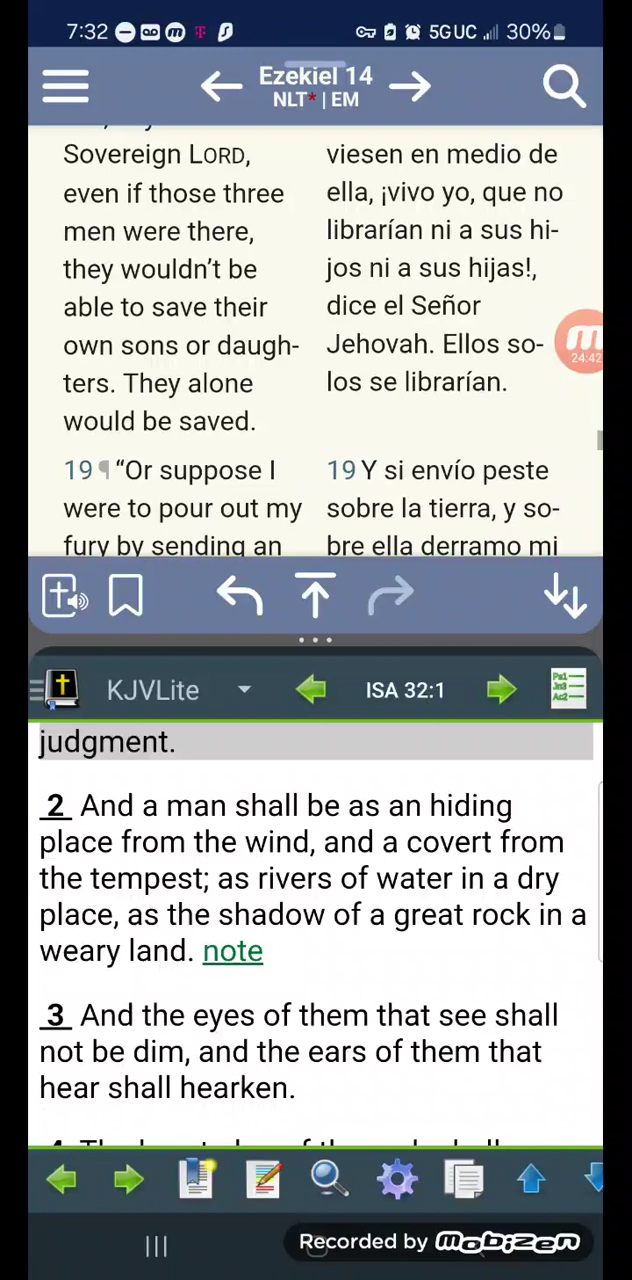 7:32
5G UC 30%
Ezekiel 14
NLT* | EM
Sovereign LORD,
even if those three
men were there,
they wouldn’t be
able to save their
own sons or daugh-
ters. They alone
would be saved.
19 ¶ “Or suppose I
were to pour out my
fury by sending an
viesen en medio de
ella, ¡vivo yo, que no
librarían ni a sus hi-
jos ni a sus hijas!,
dice el Señor
Jehovah. Ellos so-
los se librarían.
19 Y si envío peste
sobre la tierra, y so-
bre ella derramo mi
24:42
KJVLite
ISA 32:1
judgment.
2 And a man shall be as an hiding
place from the wind, and a covert from
the tempest; as rivers of water in a dry
place, as the shadow of a great rock in a
weary land. note
3 And the eyes of them that see shall
not be dim, and the ears of them that
hear shall hearken.
Recorded by mobizen